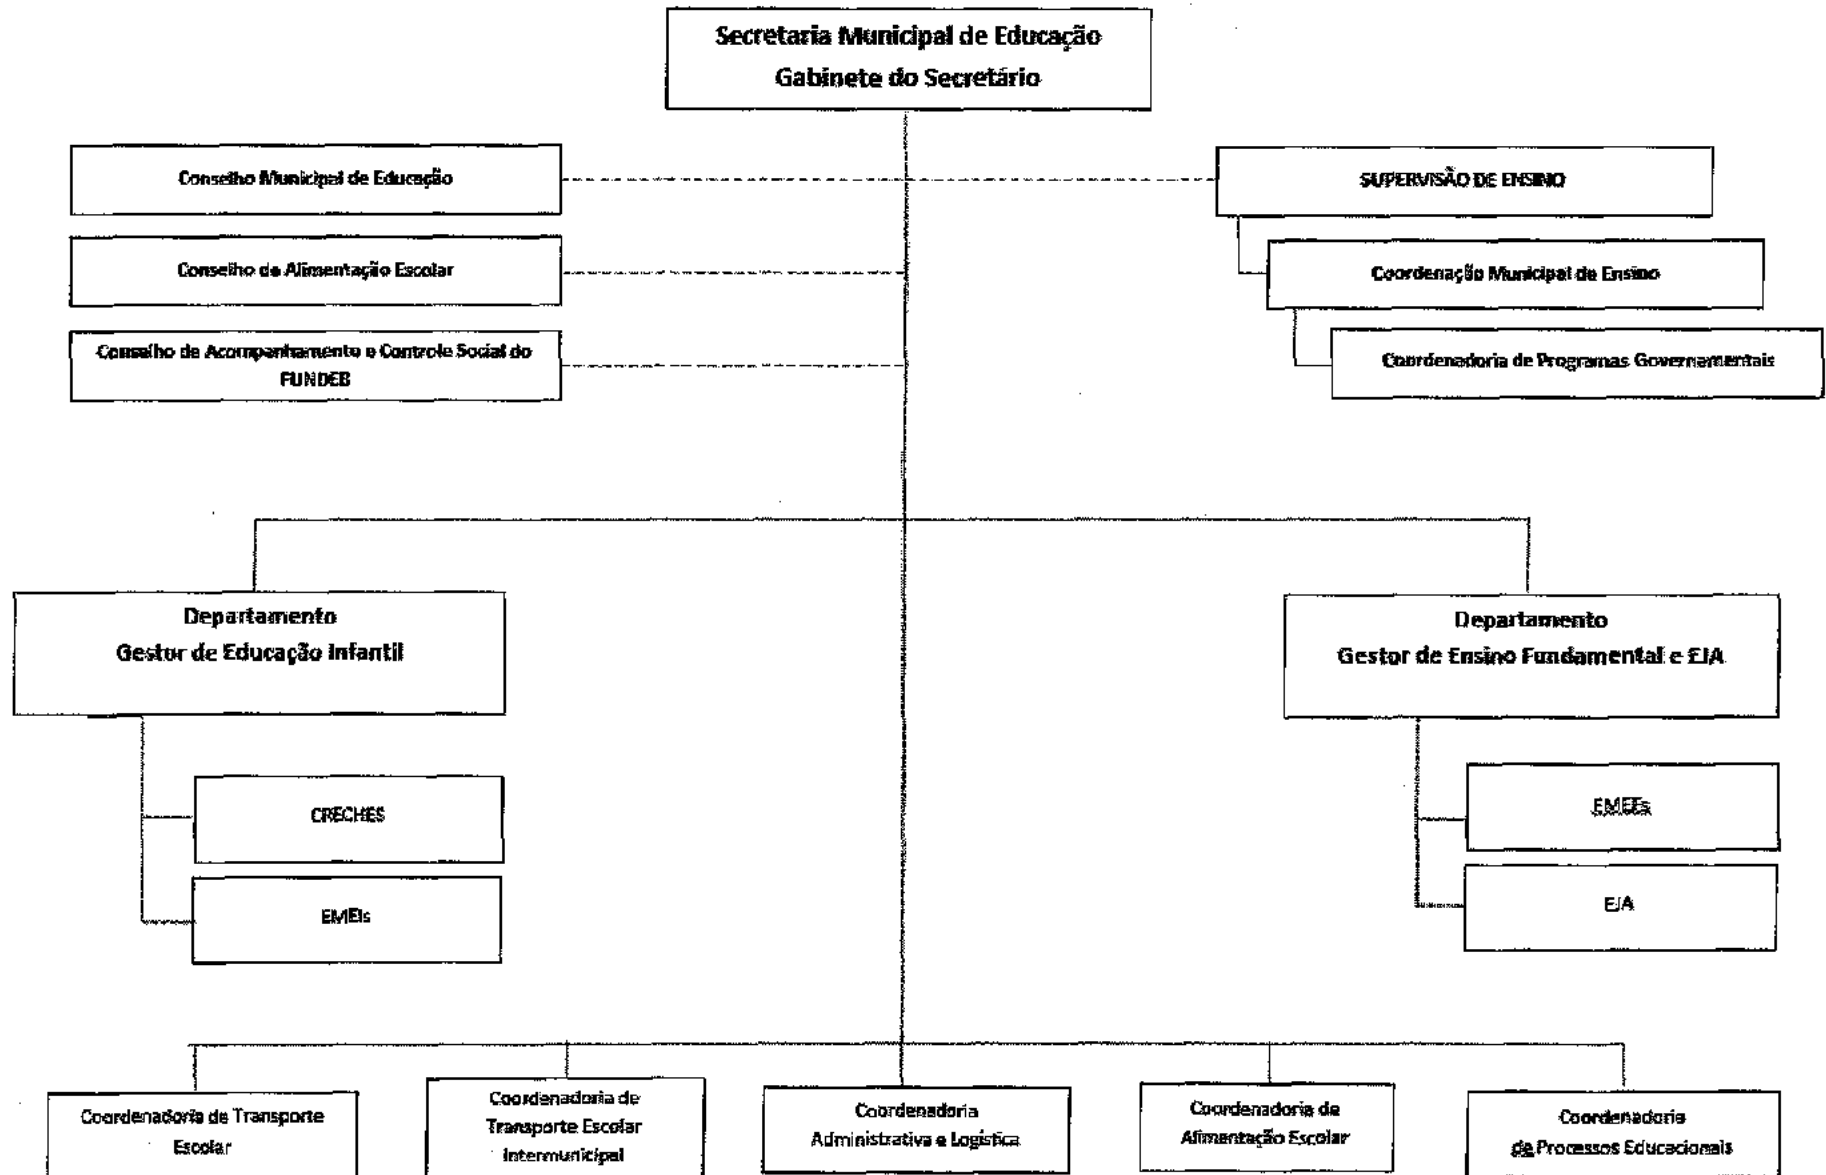 Secretaria Municipal de Educação
Gabinete do Secretário
Conselho Municipal de Educação
SUPERVISÃO DE ENSINO
Conselho de Alimentação Escolar
Coordenação Municipal de Ensino
Conselho de Acompanhamento e Controle Social do
FUNDEB
Coordenadoria de Programas Governamentais
Departamento
Gestor de Educação Infantil
Departamento
Gestor de Ensino Fundamental e EJA
CRECHES
EMEIs
EMEFs
EJA
Coordenadoria de Transporte
Escolar
Coordenadoria de
Transporte Escolar
Intermunicipal
Coordenadoria
Administrativa e Logística
Coordenadoria de
Alimentação Escolar
Coordenadoria
de Processos Educacionais